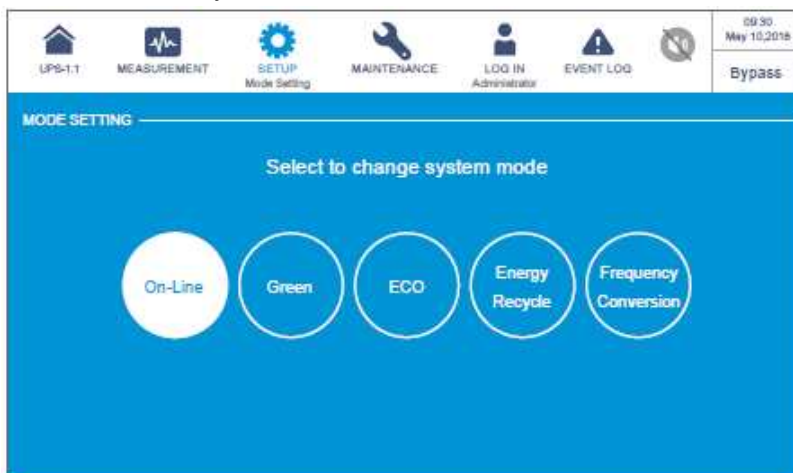 09:30
May 10,2018
UPS-1.1
MEASUREMENT
SETUP
Mode Setting
MAINTENANCE
LOG IN
Administrator
EVENT LOG
Bypass
MODE SETTING
Select to change system mode
On-Line
Green
ECO
Energy
Recycle
Frequency
Conversion